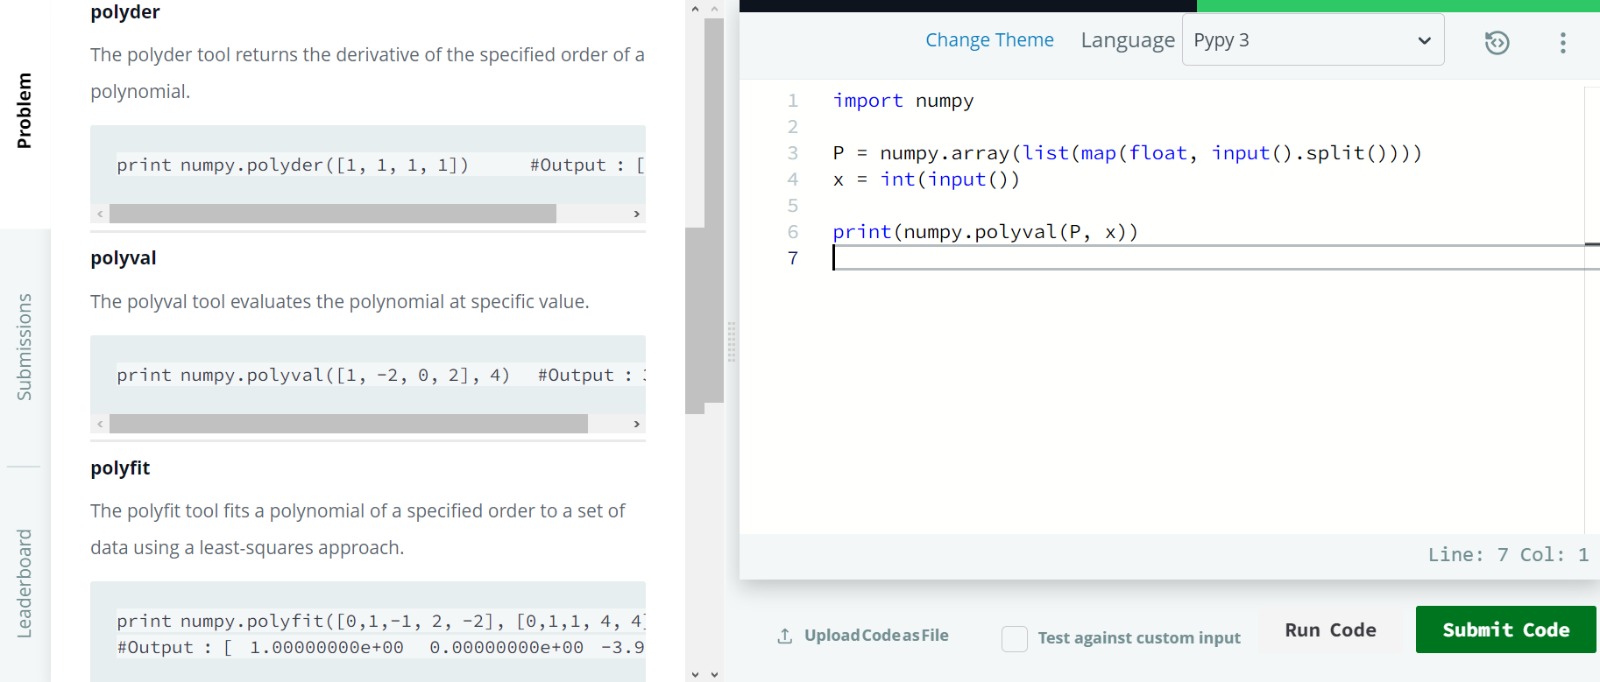 Problem
Submissions
Leaderboard
polyder
The polyder tool returns the derivative of the specified order of a
polynomial.
print numpy.polyder([1, 1, 1, 1]) #Output : [
polyval
The polyval tool evaluates the polynomial at specific value.
print numpy.polyval([1, -2, 0, 2], 4) #Output :
polyfit
The polyfit tool fits a polynomial of a specified order to a set of
data using a least-squares approach.
print numpy.polyfit([0,1,-1, 2, -2], [0,1,1, 4, 4]
#Output : [ 1.00000000e+00 0.00000000e+00 -3.9
Change Theme Language Pypy 3
1 import numpy
2
3 P = numpy.array(list(map(float, input().split())))
4 x = int(input())
5
6 print(numpy.polyval(P, x))
7
Line: 7 Col: 1
Upload Code as File Test against custom input Run Code Submit Code